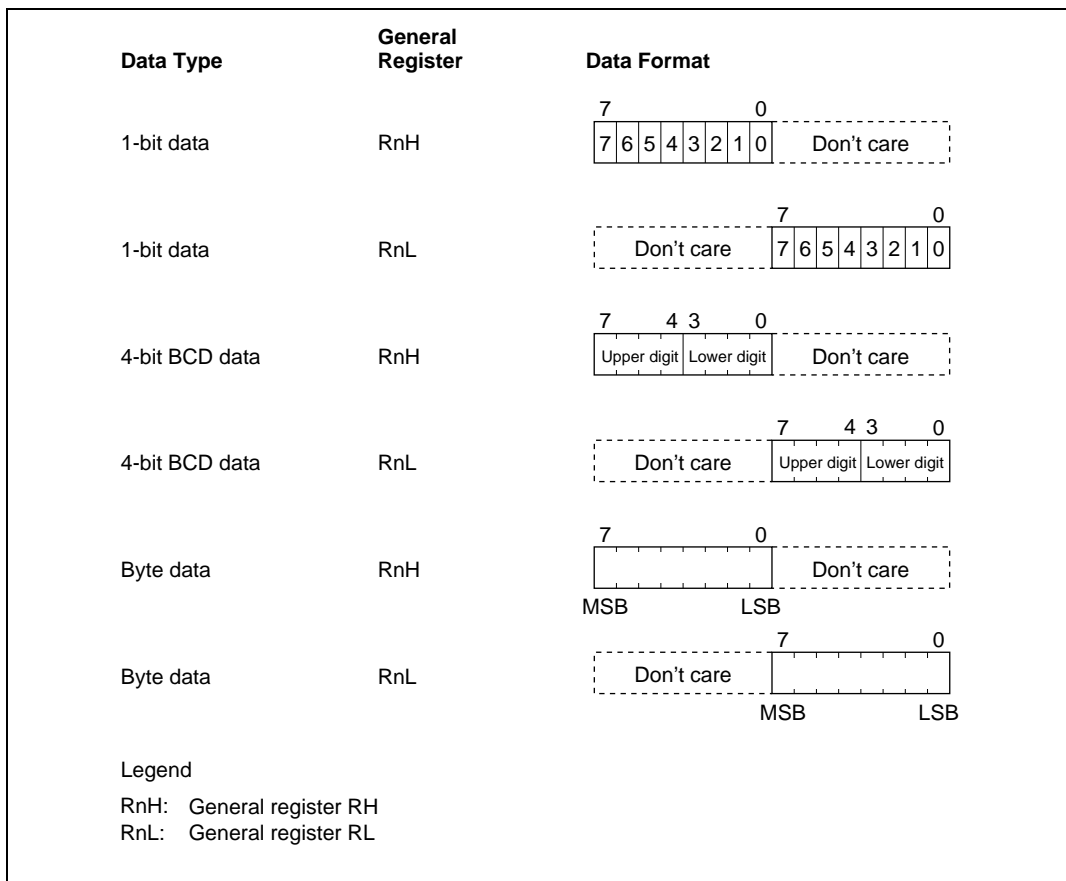 General
Data Type Register Data Format
7 0
1-bit data RnH 7 6 5 4 3 2 1 0 Don't care
7 0
1-bit data RnL Don't care 7 6 5 4 3 2 1 0
7 4 3 0
4-bit BCD data RnH Upper digit Lower digit Don't care
7 4 3 0
4-bit BCD data RnL Don't care Upper digit Lower digit
7 0
Byte data RnH Don't care
MSB LSB
7 0
Byte data RnL Don't care
MSB LSB
Legend
RnH: General register RH
RnL: General register RL